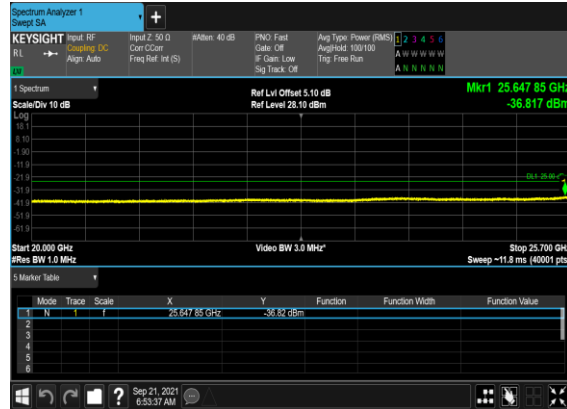 Spectrum Analyzer 1
Swept SA
+
KEYSIGHT Input: RF Input Z: 50 Ω #Atten: 40 dB PNO: Fast Avg Type: Power (RMS) 1 2 3 4 5 6
RL Coupling: DC Corr CCorr Gate: Off Avg|Hold: 100/100 A W W W W W
Align: Auto Freq Ref: Int (S) IF Gain: Low Trig: Free Run
Sig Track: Off A N N N N N
1 Spectrum Ref Lvl Offset 5.10 dB Mkr1 25.647 85 GHz
Scale/Div 10 dB Ref Level 28.10 dBm -36.817 dBm
Log
18.1
8.10
-1.90
-11.9
-21.9 DL1 -25.00
-31.9
-41.9
-51.9
-61.9
Start 20.000 GHz Video BW 3.0 MHz* Stop 25.700 GHz
#Res BW 1.0 MHz Sweep ~11.8 ms (40001 pts
5 Marker Table
Mode Trace Scale X Y Function Function Width Function Value
1 N 1 f 25.647 85 GHz -36.82 dBm
2
3
4
5
6
? Sep 21, 2021
6:53:37 AM